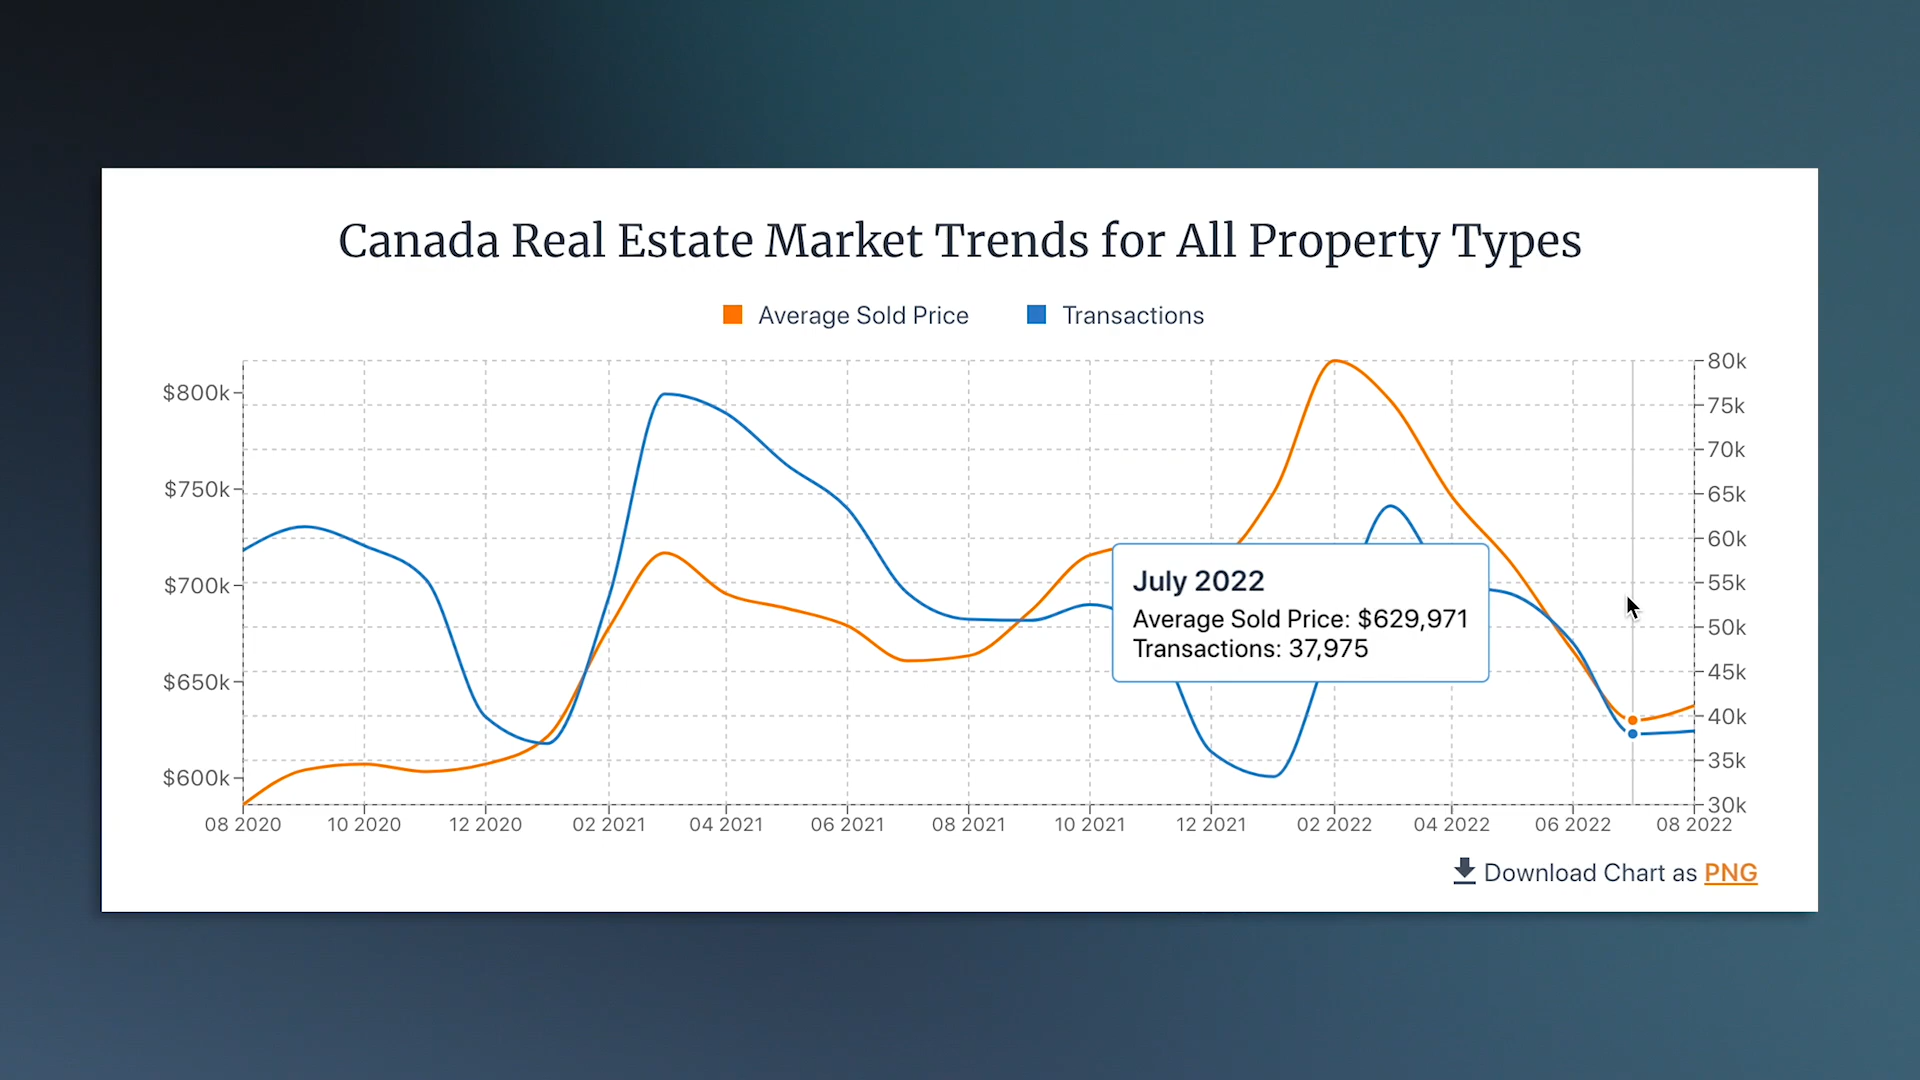 Canada Real Estate Market Trends for All Property Types
Average Sold Price
Transactions
$800k
$750k
$700k
$650k
$600k
80k
75k
70k
65k
60k
55k
50k
45k
40k
35k
30k
July 2022
Average Sold Price: $629,971
Transactions: 37,975
08 2020
10 2020
12 2020
02 2021
04 2021
06 2021
08 2021
10 2021
12 2021
02 2022
04 2022
06 2022
08 2022
Download Chart as PNG